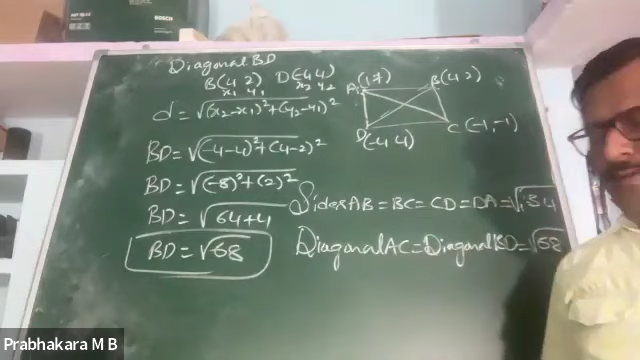 BOSCH
Diagonal BD
B(4 2) D(-4 4)
x₁ y₁ x₂ y₂
d = √(x₂-x₁)²+(y₂-y₁)²
BD = √(-4-4)²+(4-2)²
BD = √(-8)²+(2)²
BD = √64+4
BD = √68
A(1 7) B(4 2)
D(-4 4) C(-1,-1)
Sides AB = BC = CD = DA = √34
Diagonal AC = Diagonal BD = √68
Prabhakara M B